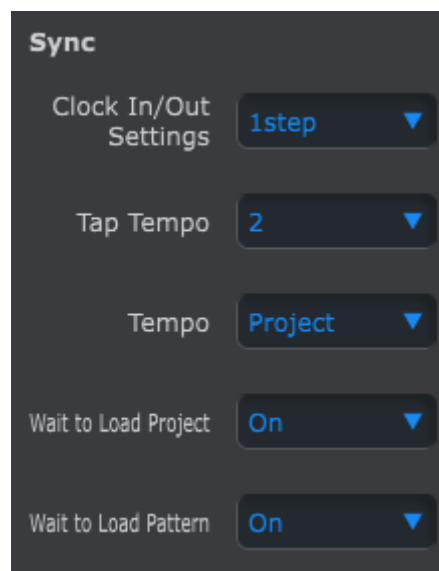 Sync
Clock In/Out
Settings
1step
Tap Tempo
2
Tempo
Project
Wait to Load Project
On
Wait to Load Pattern
On